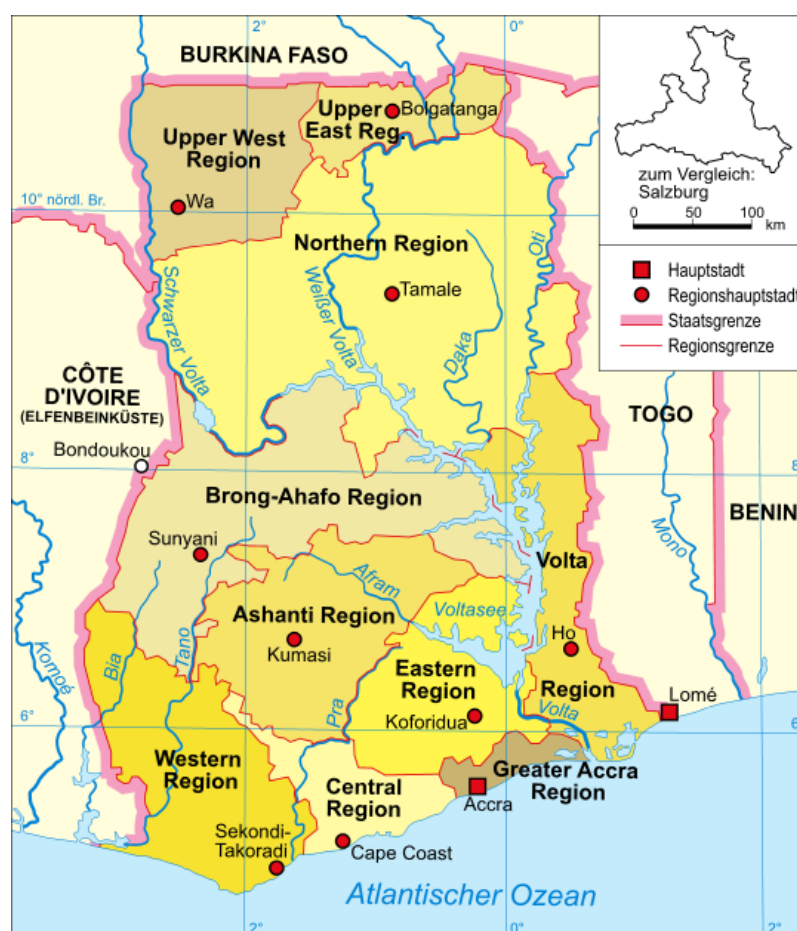 2°
0°
BURKINA FASO
Upper
East Reg.
Bolgatanga
Upper West
Region
zum Vergleich:
Salzburg
0 50 100
km
10° nördl. Br.
Wa
Northern Region
Oti
Schwarzer Volta
Weißer Volta
Tamale
Daka
Hauptstadt
Regionshauptstadt
Staatsgrenze
Regionsgrenze
CÔTE
D'IVOIRE
(ELFENBEINKÜSTE)
Bondoukou
TOGO
8°
8
Brong-Ahafo Region
BENIN
Mono
Sunyani
Volta
Afram
Ashanti Region
Voltasee
Kumasi
Ho
Komoé
Bia
Tano
Pra
Eastern
Region
Koforidua
Region
Volta
Lomé
6°
6
Western
Region
Central
Region
Greater Accra
Region
Accra
Sekondi-
Takoradi
Cape Coast
Atlantischer Ozean
2°
0°
2